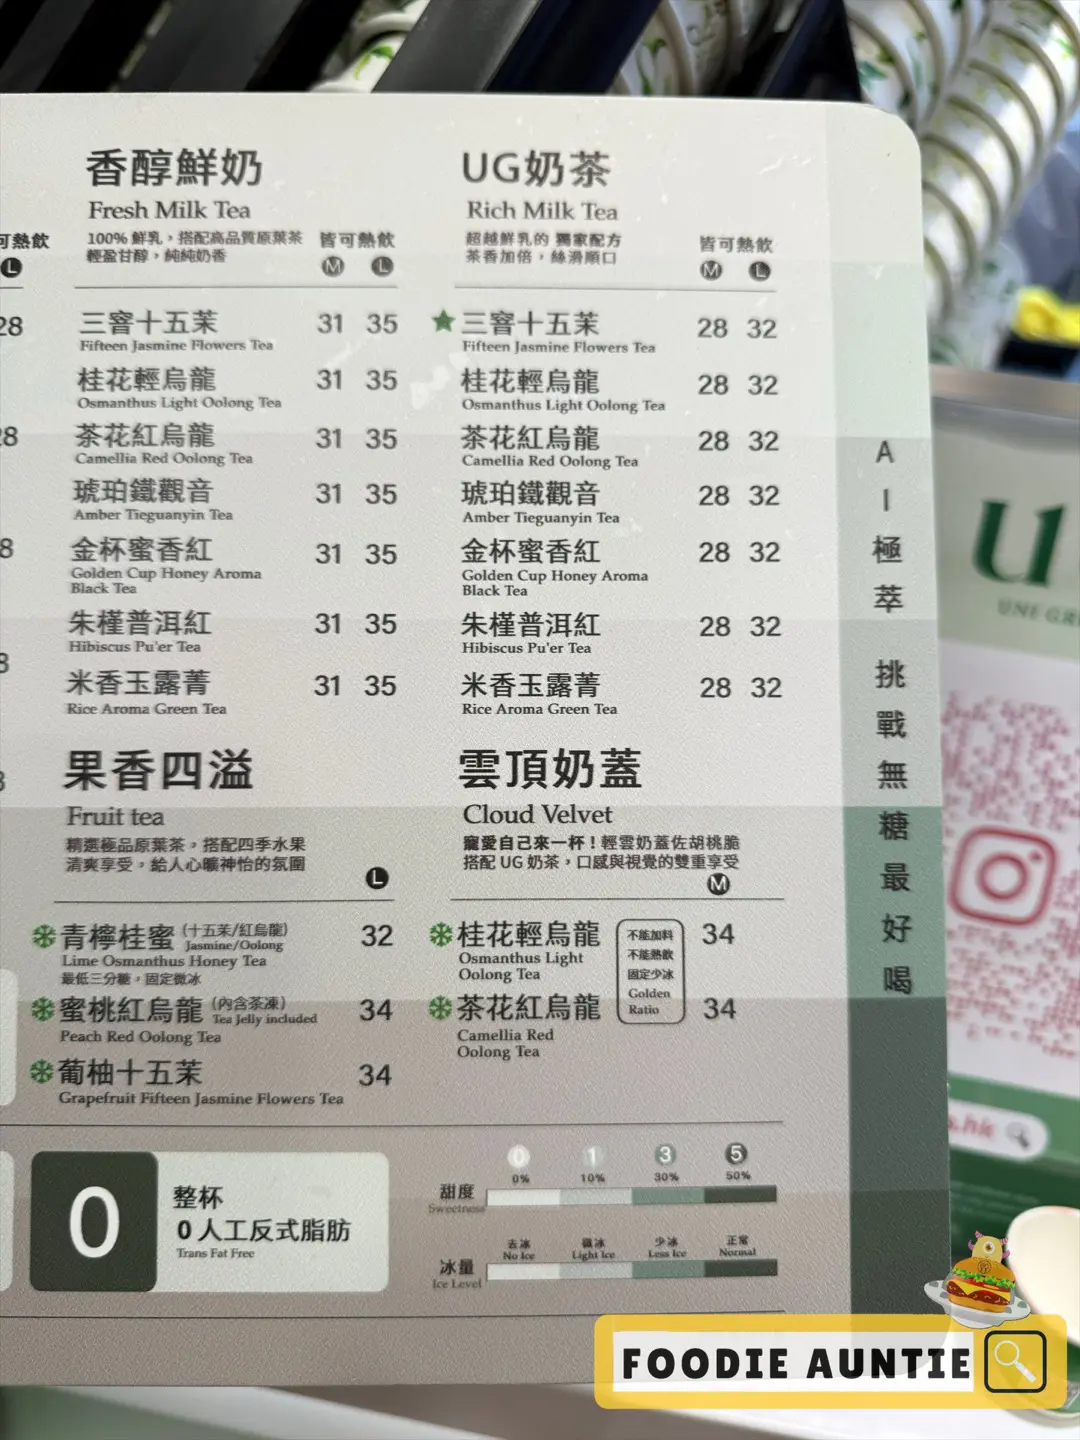 可熱飲
L
28
28
8
8
8
香醇鮮奶
Fresh Milk Tea
100% 鮮乳，搭配高品質原葉茶
輕盈甘醇，純純奶香
皆可熱飲
M L
三窨十五茉 31 35
Fifteen Jasmine Flowers Tea
桂花輕烏龍 31 35
Osmanthus Light Oolong Tea
茶花紅烏龍 31 35
Camellia Red Oolong Tea
琥珀鐵觀音 31 35
Amber Tieguanyin Tea
金杯蜜香紅 31 35
Golden Cup Honey Aroma
Black Tea
朱槿普洱紅 31 35
Hibiscus Pu'er Tea
米香玉露菁 31 35
Rice Aroma Green Tea
UG奶茶
Rich Milk Tea
超越鮮乳的 獨家配方
茶香加倍，絲滑順口
皆可熱飲
M L
三窨十五茉 28 32
Fifteen Jasmine Flowers Tea
桂花輕烏龍 28 32
Osmanthus Light Oolong Tea
茶花紅烏龍 28 32
Camellia Red Oolong Tea
琥珀鐵觀音 28 32
Amber Tieguanyin Tea
金杯蜜香紅 28 32
Golden Cup Honey Aroma
Black Tea
朱槿普洱紅 28 32
Hibiscus Pu'er Tea
米香玉露菁 28 32
Rice Aroma Green Tea
果香四溢
Fruit tea
精選極品原葉茶，搭配四季水果
清爽享受，給人心曠神怡的氛圍
L
青檸桂蜜 (十五茉/紅烏龍) 32
Jasmine/Oolong
Lime Osmanthus Honey Tea
最低三分糖，固定微冰
蜜桃紅烏龍 (內含茶凍) 34
Tea Jelly included
Peach Red Oolong Tea
葡柚十五茉 34
Grapefruit Fifteen Jasmine Flowers Tea
雲頂奶蓋
Cloud Velvet
寵愛自己來一杯！輕雲奶蓋佐胡桃脆
搭配 UG 奶茶，口感與視覺的雙重享受
M
桂花輕烏龍 34
Osmanthus Light
Oolong Tea
茶花紅烏龍 34
Camellia Red
Oolong Tea
不能加料
不能熱飲
固定少冰
Golden
Ratio
0
整杯
0 人工反式脂肪
Trans Fat Free
0 1 3 5
0% 10% 30% 50%
甜度
Sweetness
去冰 微冰 少冰 正常
No Ice Light Ice Less Ice Normal
冰量
Ice Level
AI極萃 挑戰無糖最好喝
U
UNE GR
s.hk
FOODIE AUNTIE